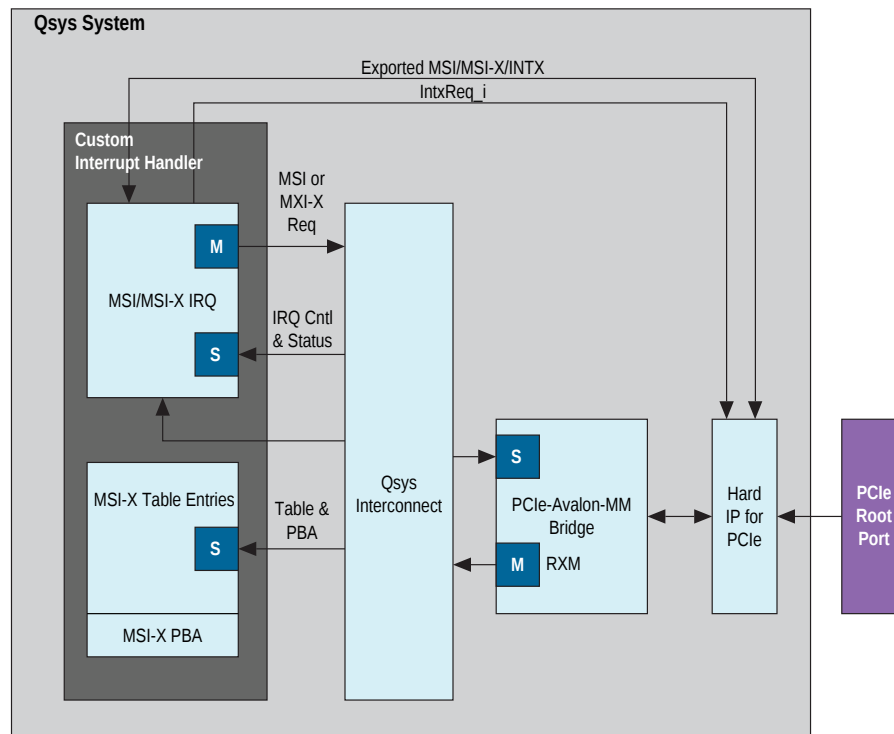 Qsys System
Exported MSI/MSI-X/INTX
IntxReq_i
Custom
Interrupt Handler
MSI or
MXI-X
Req
M
MSI/MSI-X IRQ
IRQ Cntl
& Status
S
MSI-X Table Entries
Table &
PBA
S
MSI-X PBA
Qsys
Interconnect
S
PCIe-Avalon-MM
Bridge
M
RXM
Hard
IP for
PCIe
PCIe
Root
Port